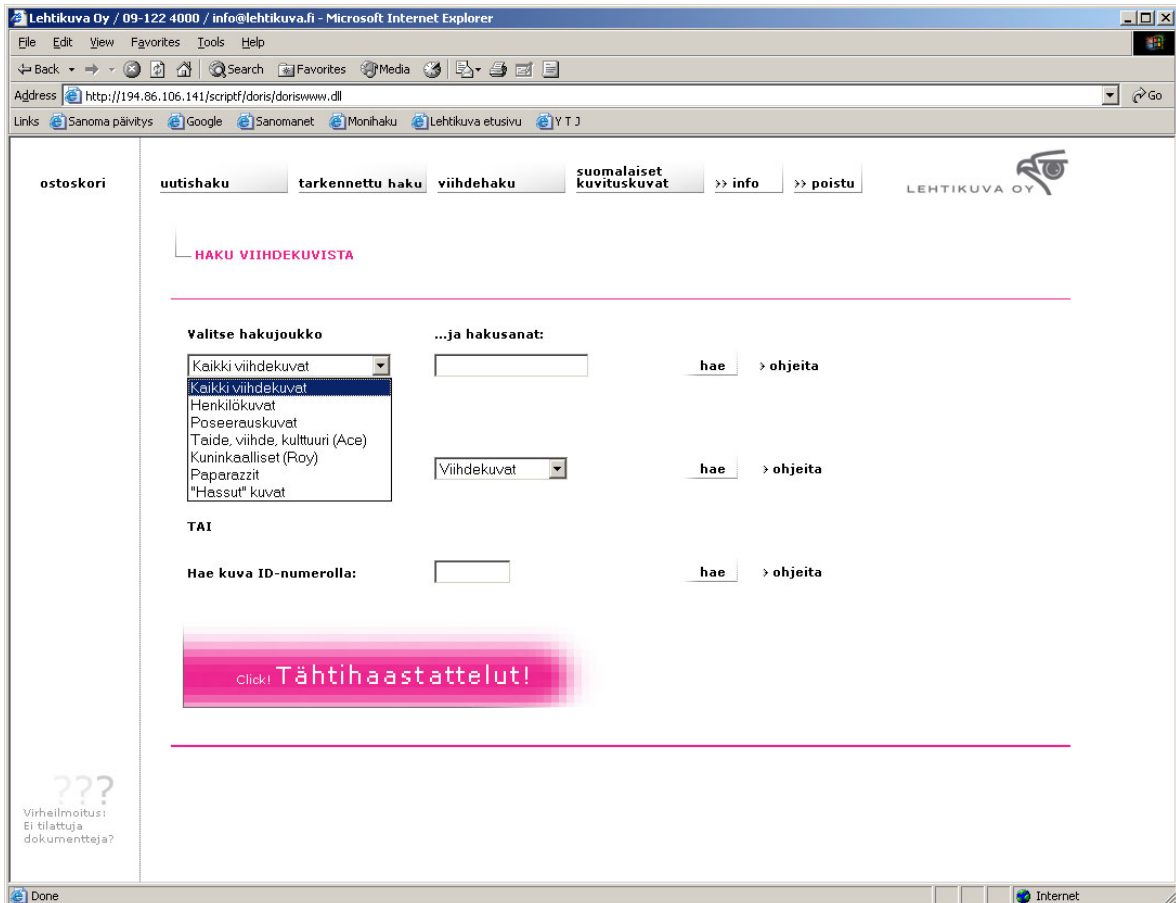 Lehtikuva Oy / 09-122 4000 / info@lehtikuva.fi - Microsoft Internet Explorer
File Edit View Favorites Tools Help
Back Search Favorites Media
Address http://194.86.106.141/scriptf/doris/doriswww.dll Go
Links Sanoma päivitys Google Sanomanet Monihaku Lehtikuva etusivu Y T J
ostoskori uutishaku tarkennettu haku viihdehaku suomalaiset kuvituskuvat >> info >> poistu
LEHTIKUVA OY
HAKU VIIHDEKUVISTA
Valitse hakujoukko ...ja hakusanat:
Kaikki viihdekuvat hae > ohjeita
Kaikki viihdekuvat
Henkilökuvat
Poseerauskuvat
Taide, viihde, kulttuuri (Ace)
Kuninkaalliset (Roy)
Paparazzit
"Hassut" kuvat
Viihdekuvat hae > ohjeita
TAI
Hae kuva ID-numerolla: hae > ohjeita
Click! Tähtihaastattelut!
???
Virheilmoitus:
Ei tilattuja
dokumentteja?
Done Internet